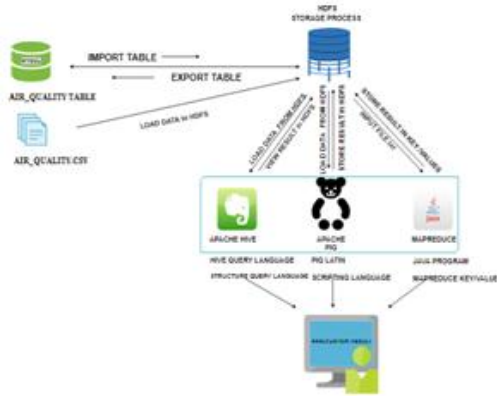 HDFS
STORAGE PROCESS
IMPORT TABLE
EXPORT TABLE
AIR_QUALITY TABLE
LOAD DATA in HDFS
AIR_QUALITY.CSV
LOAD DATA FROM HDFS
VIEW RESULT in HDFS
LOAD DATA FROM HDFS
STORE RESULT in HDFS
STORE RESULT IN KEY/VALUES
INPUT FILE
APACHE HIVE
APACHE
PIG
MAPREDUCE
HIVE QUERY LANGUAGE
PIG LATIN
JAVA PROGRAM
STRUCTURE QUERY LANGUAGE
SCRIPTING LANGUAGE
MAPREDUCE KEY/VALUE